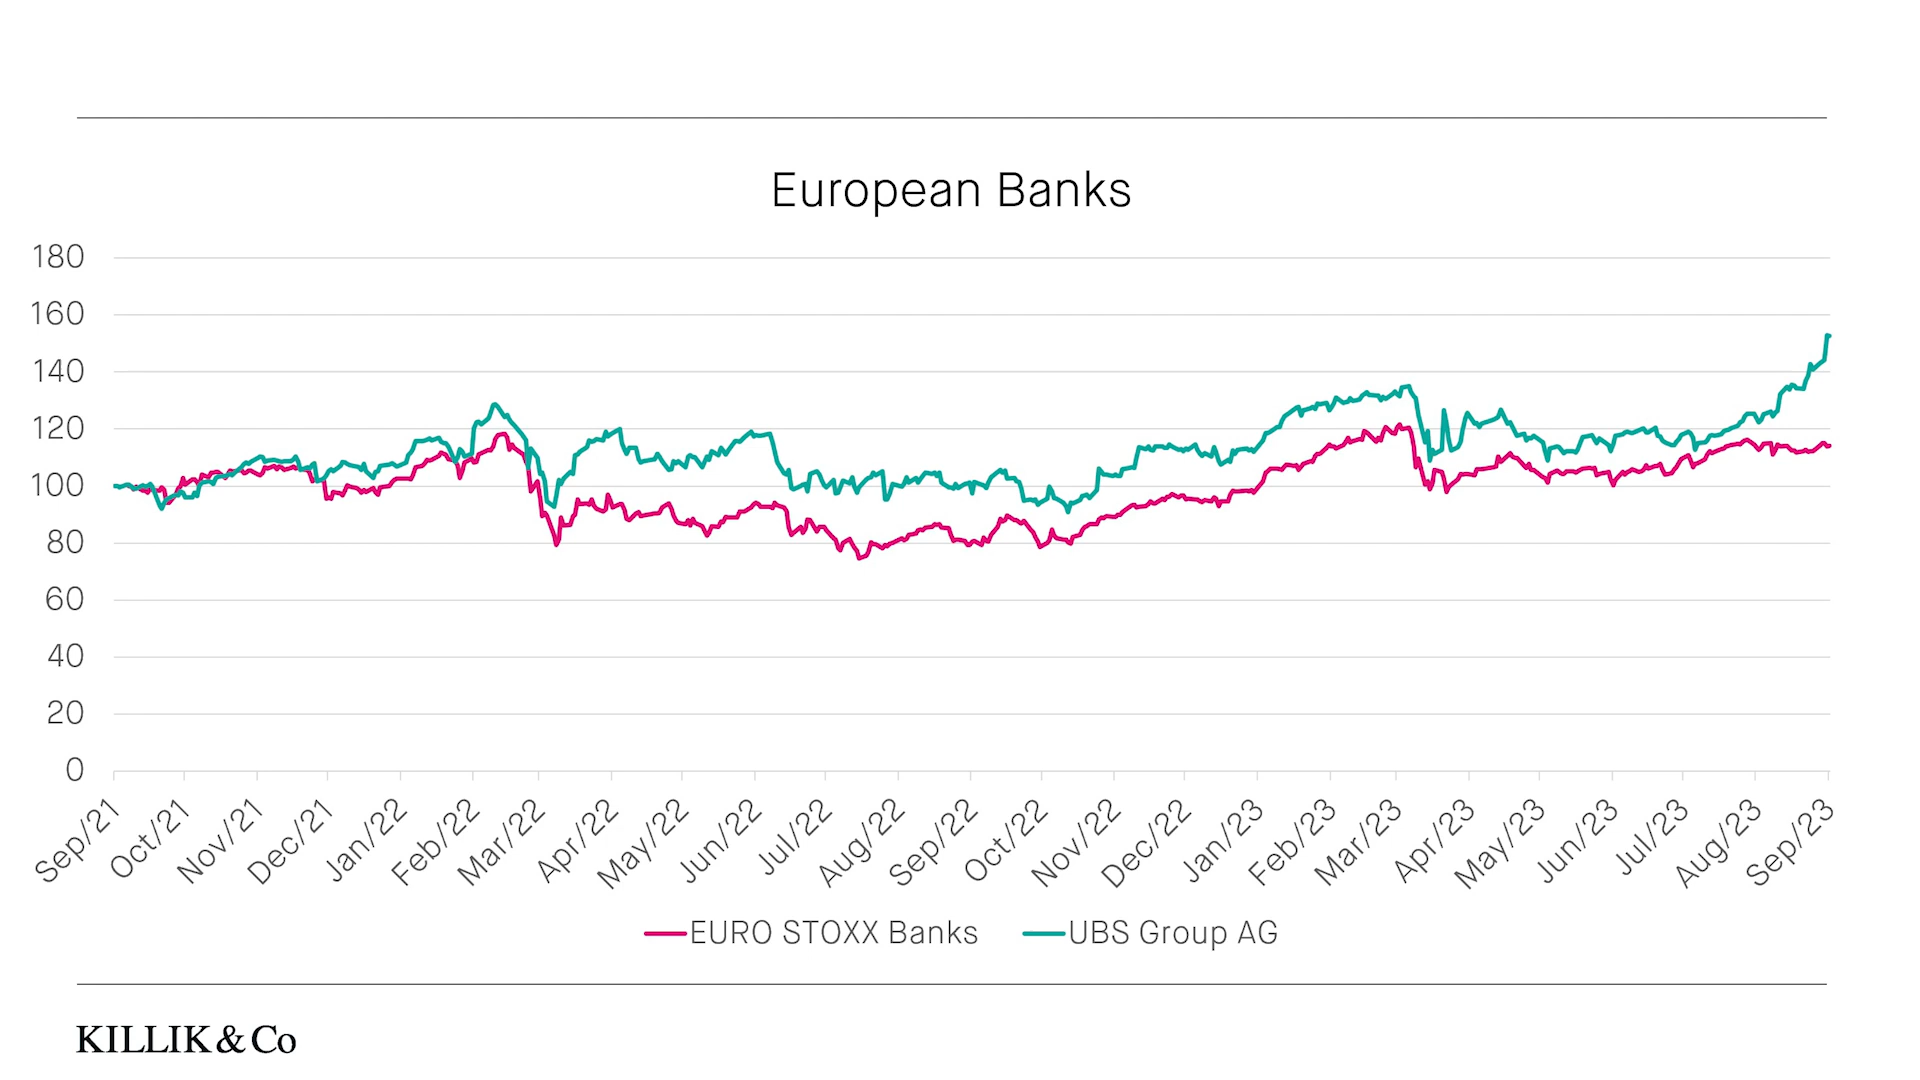 European Banks
180
160
140
120
100
80
60
40
20
0
Sep/21 Oct/21 Nov/21 Dec/21 Jan/22 Feb/22 Mar/22 Apr/22 May/22 Jun/22 Jul/22 Aug/22 Sep/22 Oct/22 Nov/22 Dec/22 Jan/23 Feb/23 Mar/23 Apr/23 May/23 Jun/23 Jul/23 Aug/23 Sep/23
EURO STOXX Banks UBS Group AG
KILLIK & Co